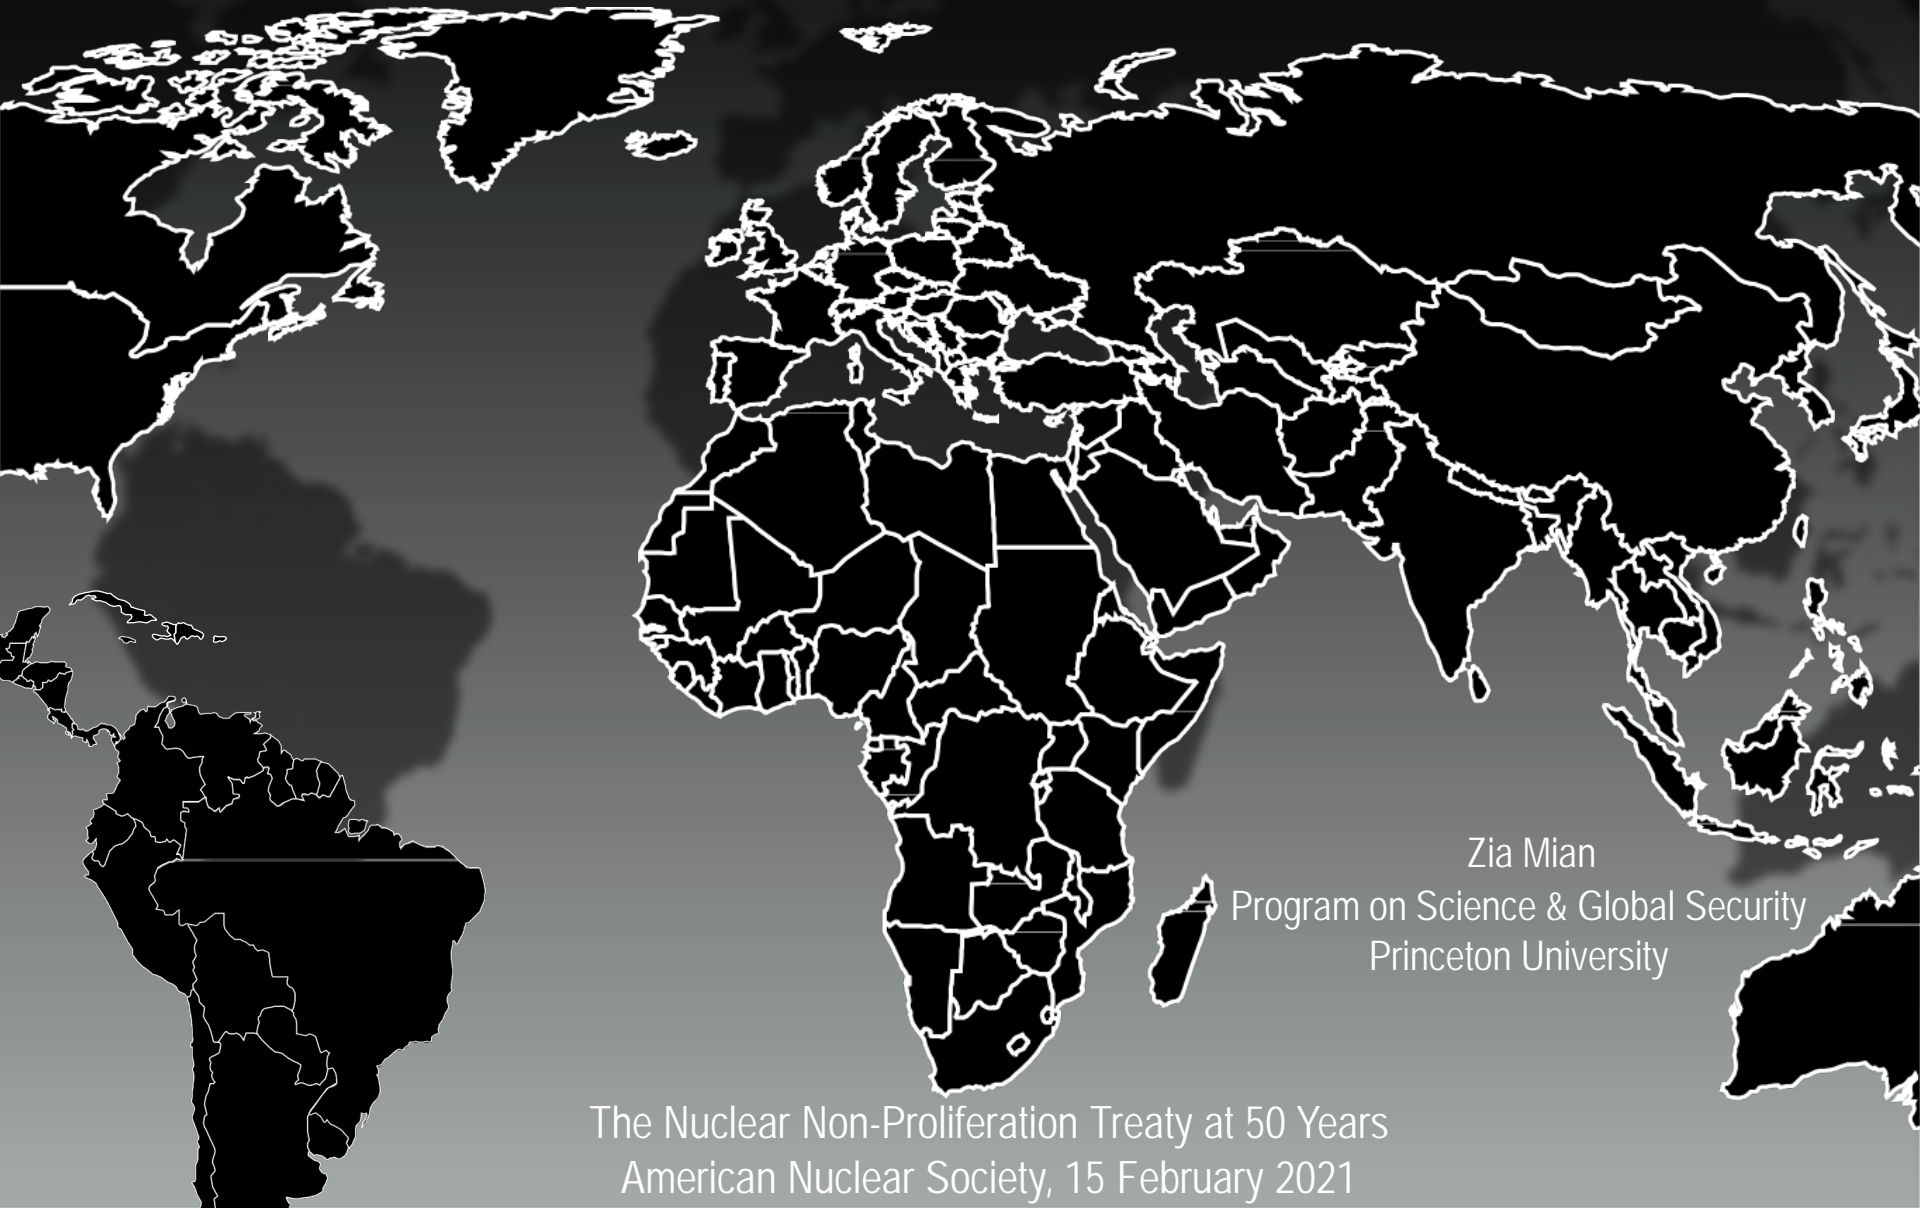 Zia Mian
Program on Science & Global Security
Princeton University
The Nuclear Non-Proliferation Treaty at 50 Years
American Nuclear Society, 15 February 2021